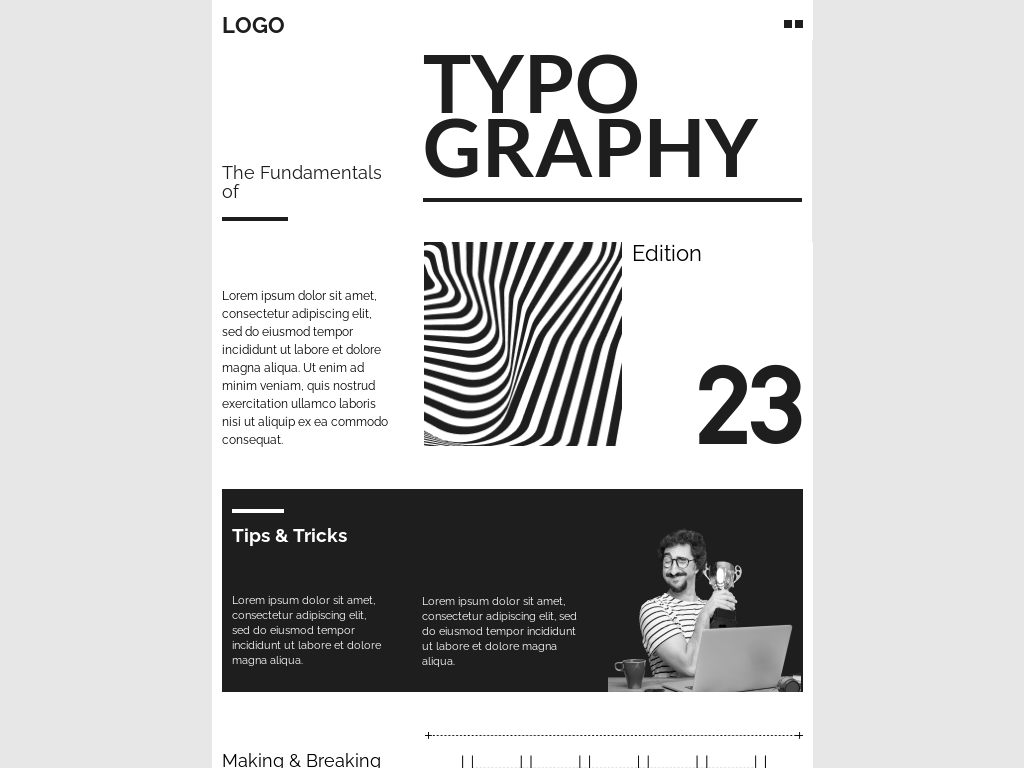 LOGO
TYPO
GRAPHY
The Fundamentals
of
Edition
23
Lorem ipsum dolor sit amet,
consectetur adipiscing elit,
sed do eiusmod tempor
incididunt ut labore et dolore
magna aliqua. Ut enim ad
minim veniam, quis nostrud
exercitation ullamco laboris
nisi ut aliquip ex ea commodo
consequat.
Tips & Tricks
Lorem ipsum dolor sit amet,
consectetur adipiscing elit,
sed do eiusmod tempor
incididunt ut labore et dolore
magna aliqua.
Lorem ipsum dolor sit amet,
consectetur adipiscing elit, sed
do eiusmod tempor incididunt
ut labore et dolore magna
aliqua.
Making & Breaking